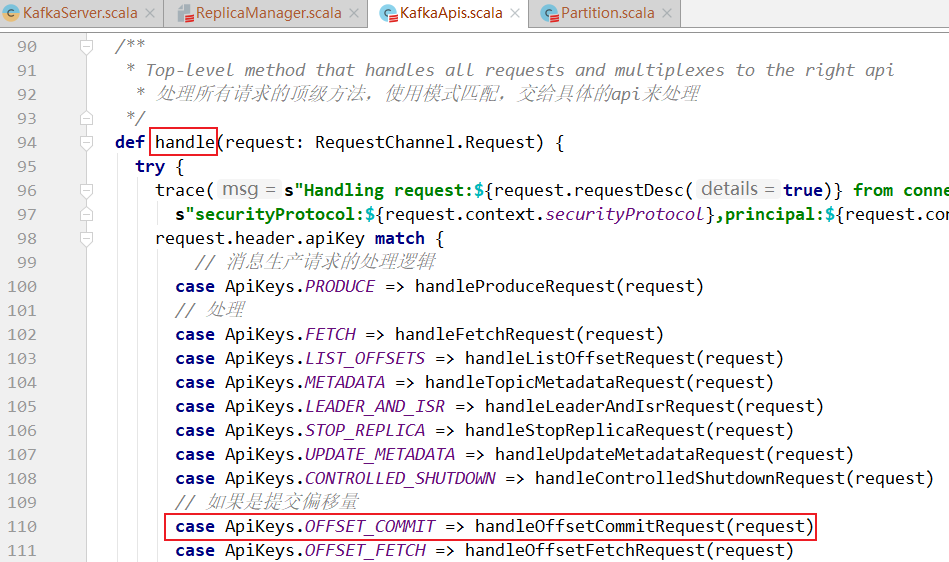 KafkaServer.scala × ReplicaManager.scala × KafkaApis.scala × Partition.scala ×
90 /**
91 * Top-level method that handles all requests and multiplexes to the right api
92 * 处理所有请求的顶级方法，使用模式匹配，交给具体的api来处理
93 */
94 def handle(request: RequestChannel.Request) {
95 try {
96 trace( msg = s"Handling request:${request.requestDesc( details = true)} from conne
97 s"securityProtocol:${request.context.securityProtocol},principal:${request.con
98 request.header.apiKey match {
99 // 消息生产请求的处理逻辑
100 case ApiKeys.PRODUCE => handleProduceRequest(request)
101 // 处理
102 case ApiKeys.FETCH => handleFetchRequest(request)
103 case ApiKeys.LIST_OFFSETS => handleListOffsetRequest(request)
104 case ApiKeys.METADATA => handleTopicMetadataRequest(request)
105 case ApiKeys.LEADER_AND_ISR => handleLeaderAndIsrRequest(request)
106 case ApiKeys.STOP_REPLICA => handleStopReplicaRequest(request)
107 case ApiKeys.UPDATE_METADATA => handleUpdateMetadataRequest(request)
108 case ApiKeys.CONTROLLED_SHUTDOWN => handleControlledShutdownRequest(request)
109 // 如果是提交偏移量
110 case ApiKeys.OFFSET_COMMIT => handleOffsetCommitRequest(request)
111 case ApiKeys.OFFSET_FETCH => handleOffsetFetchRequest(request)